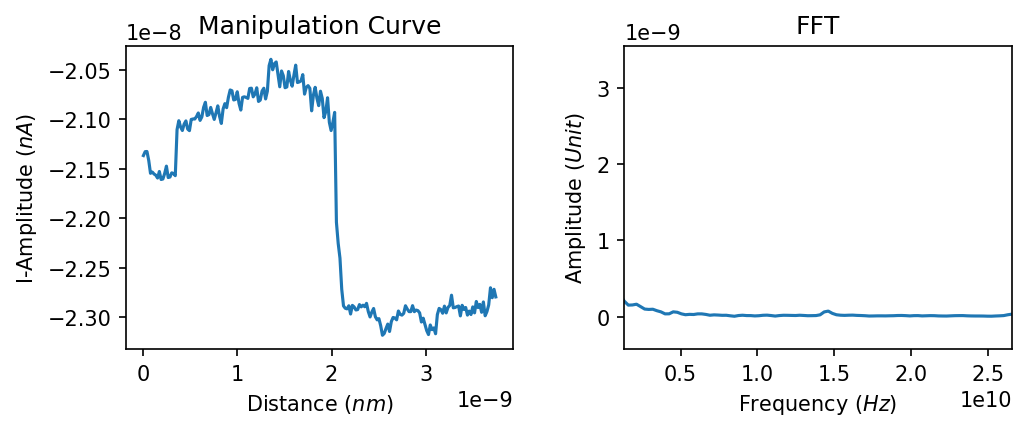 Manipulation Curve
1e−8
−2.05
−2.10
−2.15
−2.20
−2.25
−2.30
I-Amplitude (nA)
0
1
2
3
1e−9
Distance (nm)
FFT
1e−9
3
2
1
0
Amplitude (Unit)
0.5
1.0
1.5
2.0
2.5
1e10
Frequency (Hz)